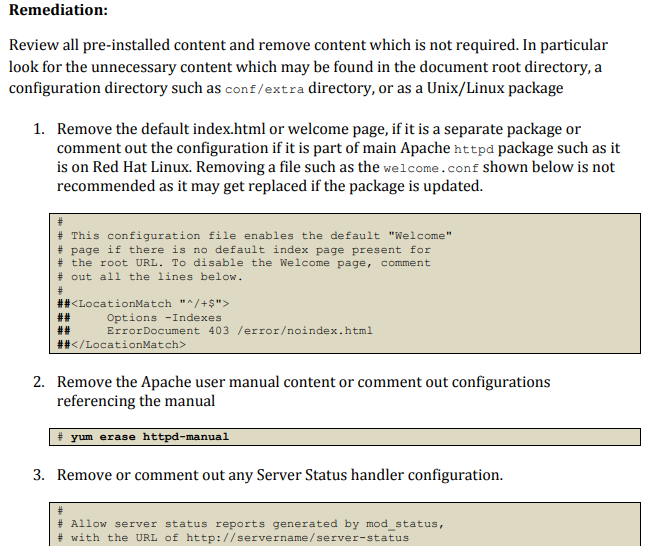 Remediation:
Review all pre-installed content and remove content which is not required. In particular
look for the unnecessary content which may be found in the document root directory, a
configuration directory such as conf/extra directory, or as a Unix/Linux package
1. Remove the default index.html or welcome page, if it is a separate package or
comment out the configuration if it is part of main Apache httpd package such as it
is on Red Hat Linux. Removing a file such as the welcome.conf shown below is not
recommended as it may get replaced if the package is updated.
#
# This configuration file enables the default "Welcome"
# page if there is no default index page present for
# the root URL. To disable the Welcome page, comment
# out all the lines below.
#
##<LocationMatch "^/+$">
## Options -Indexes
## ErrorDocument 403 /error/noindex.html
##</LocationMatch>
2. Remove the Apache user manual content or comment out configurations
referencing the manual
# yum erase httpd-manual
3. Remove or comment out any Server Status handler configuration.
#
# Allow server status reports generated by mod_status,
# with the URL of http://servername/server-status